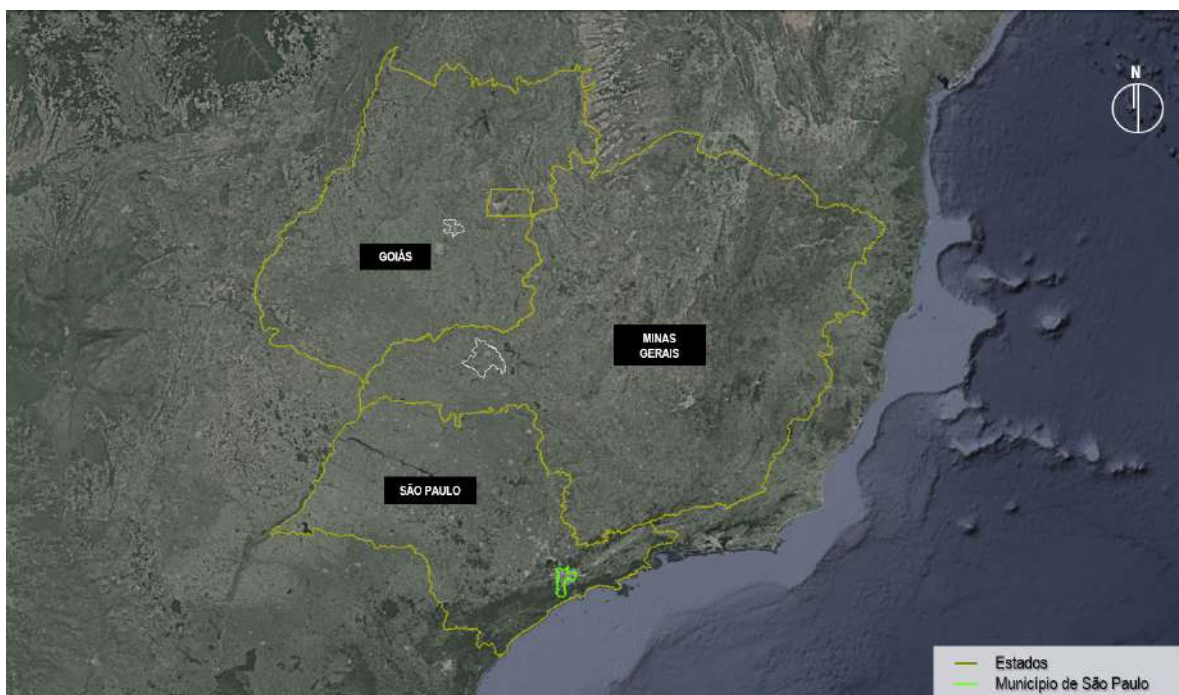 N
GOIÁS
MINAS
GERAIS
SÃO PAULO
Estados
Município de São Paulo